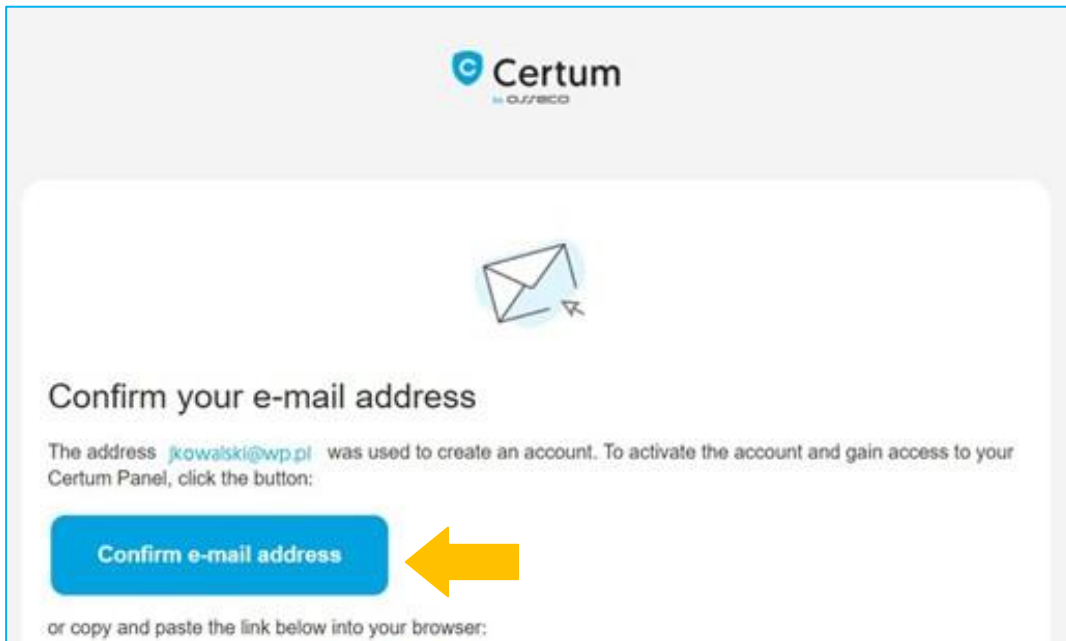 Certum
by asseco
Confirm your e-mail address
The address jkowalski@wp.pl was used to create an account. To activate the account and gain access to your
Certum Panel, click the button:
Confirm e-mail address
or copy and paste the link below into your browser: